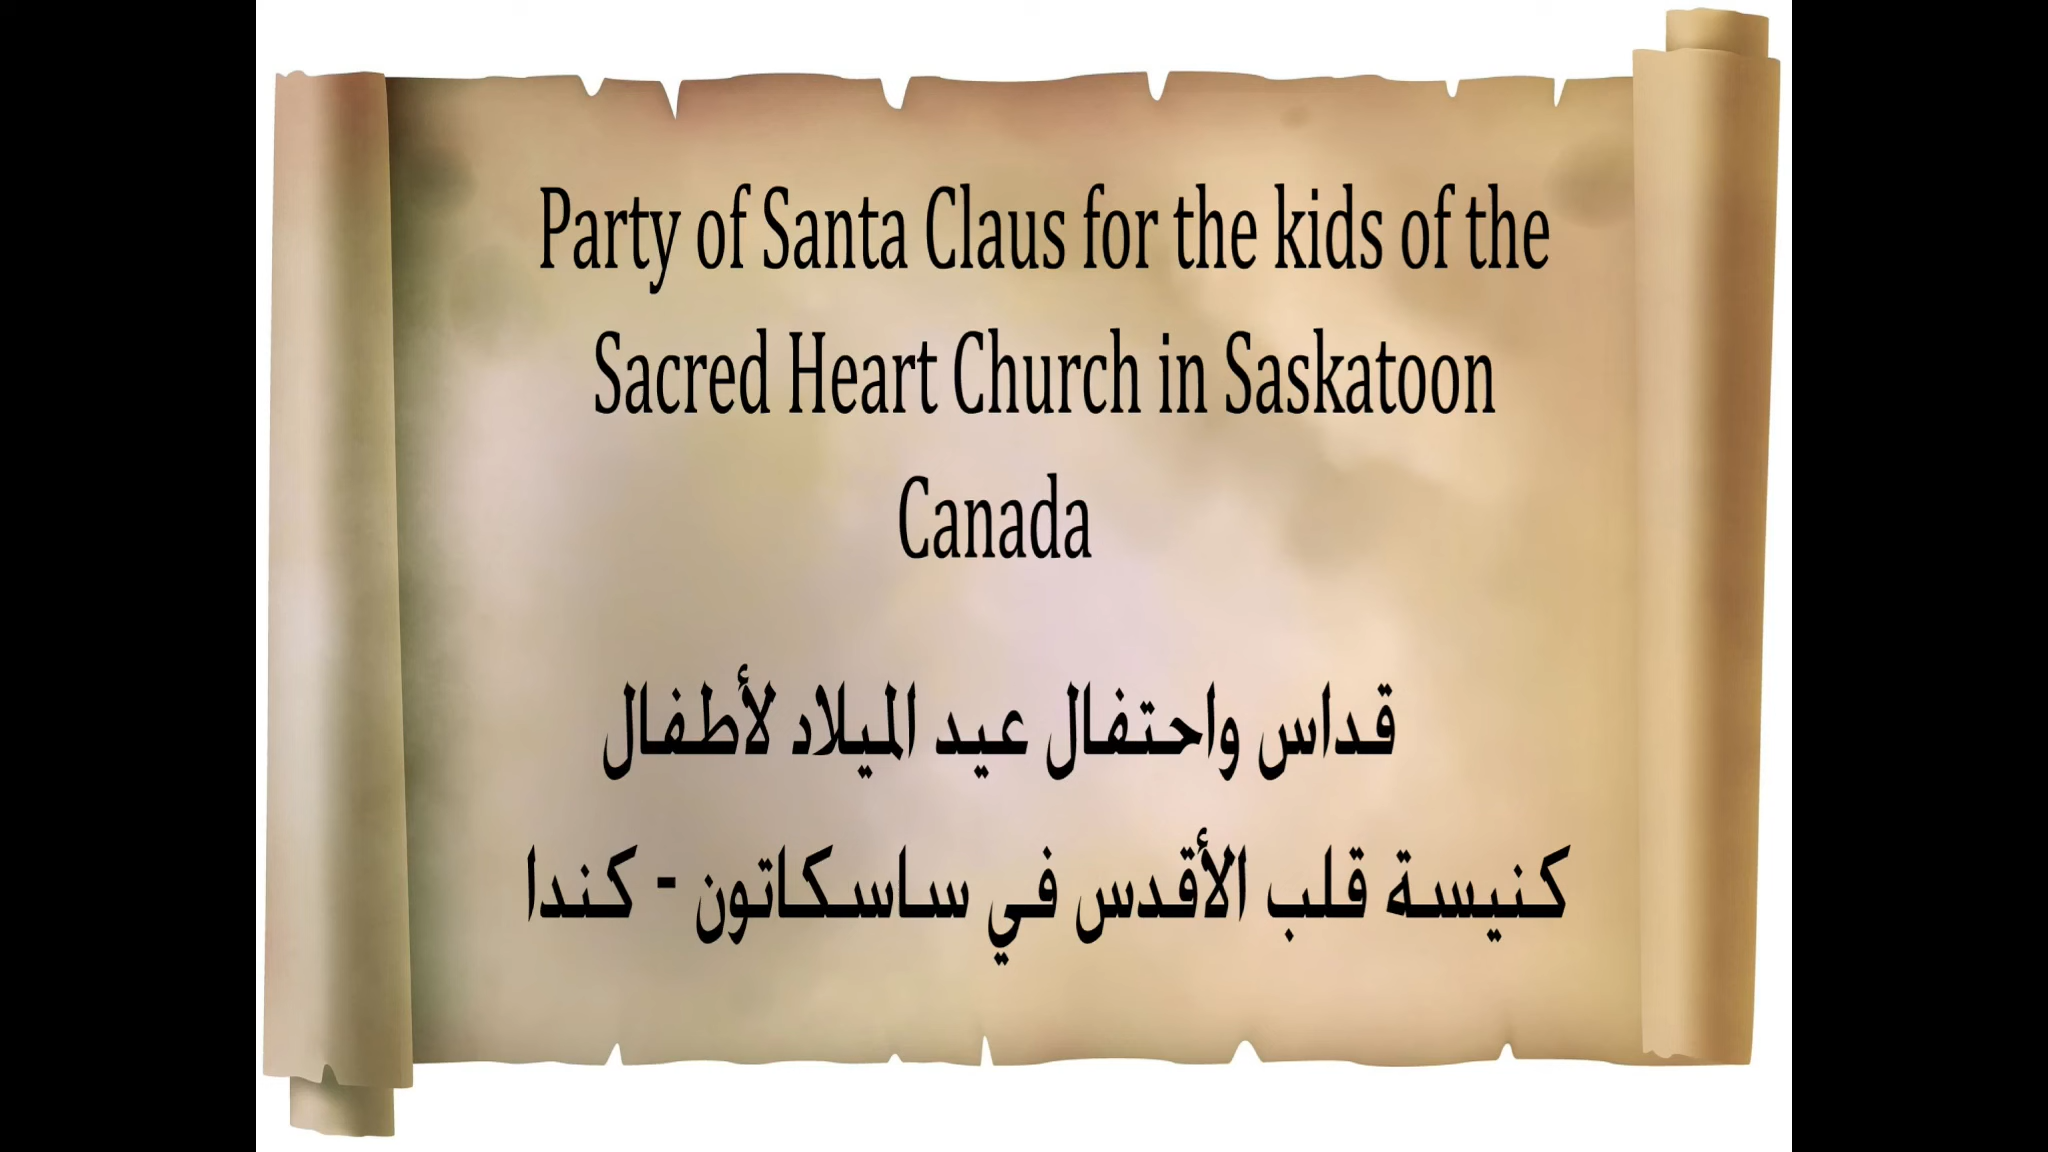 Party of Santa Claus for the kids of the
Sacred Heart Church in Saskatoon
Canada
قداس واحتفال عيد الميلاد لأطفال
كنيسة قلب الأقدس في ساسكاتون - كندا